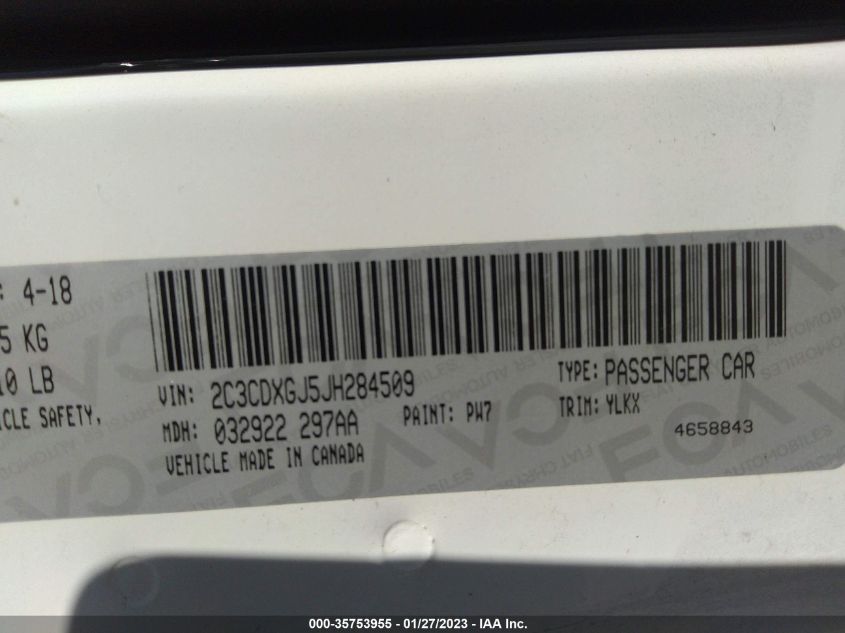 : 4-18
5 KG
10 LB
ICLE SAFETY,
VIN: 2C3CDXGJ5JH284509
TYPE: PASSENGER CAR
MDH: 032922 297AA
PAINT: PW7
TRIM: YLKX
VEHICLE MADE IN CANADA
4658843
000-35753955 - 01/27/2023 - IAA Inc.